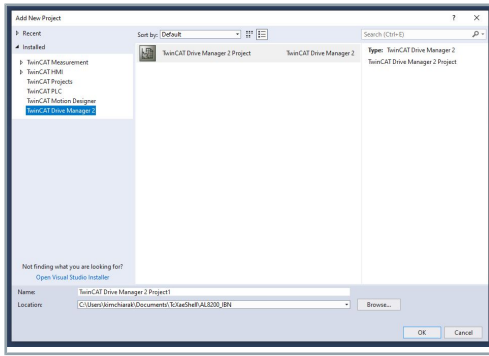 Add New Project
? ×
Recent
Sort by: Default
Search (Ctrl+E)
Installed
TwinCAT Drive Manager 2 Project
TwinCAT Drive Manager 2
Type: TwinCAT Drive Manager 2
TwinCAT Drive Manager 2 Project
TwinCAT Measurement
TwinCAT HMI
TwinCAT Projects
TwinCAT PLC
TwinCAT Motion Designer
TwinCAT Drive Manager 2
Not finding what you are looking for?
Open Visual Studio Installer
Name: TwinCAT Drive Manager 2 Project1
Location: C:\Users\kimchiarak\Documents\TcXaeShell\AL8200_IBN
Browse...
OK
Cancel